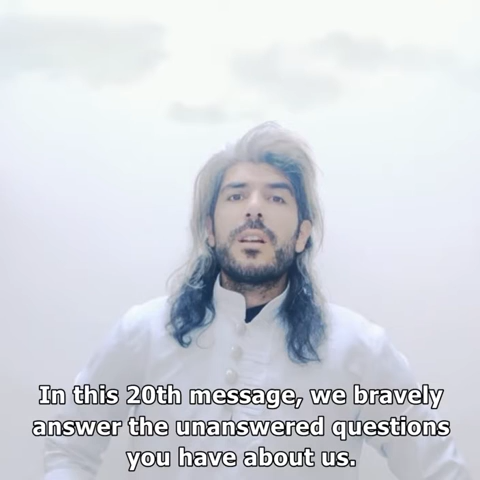 In this 20th message, we bravely
answer the unanswered questions
you have about us.